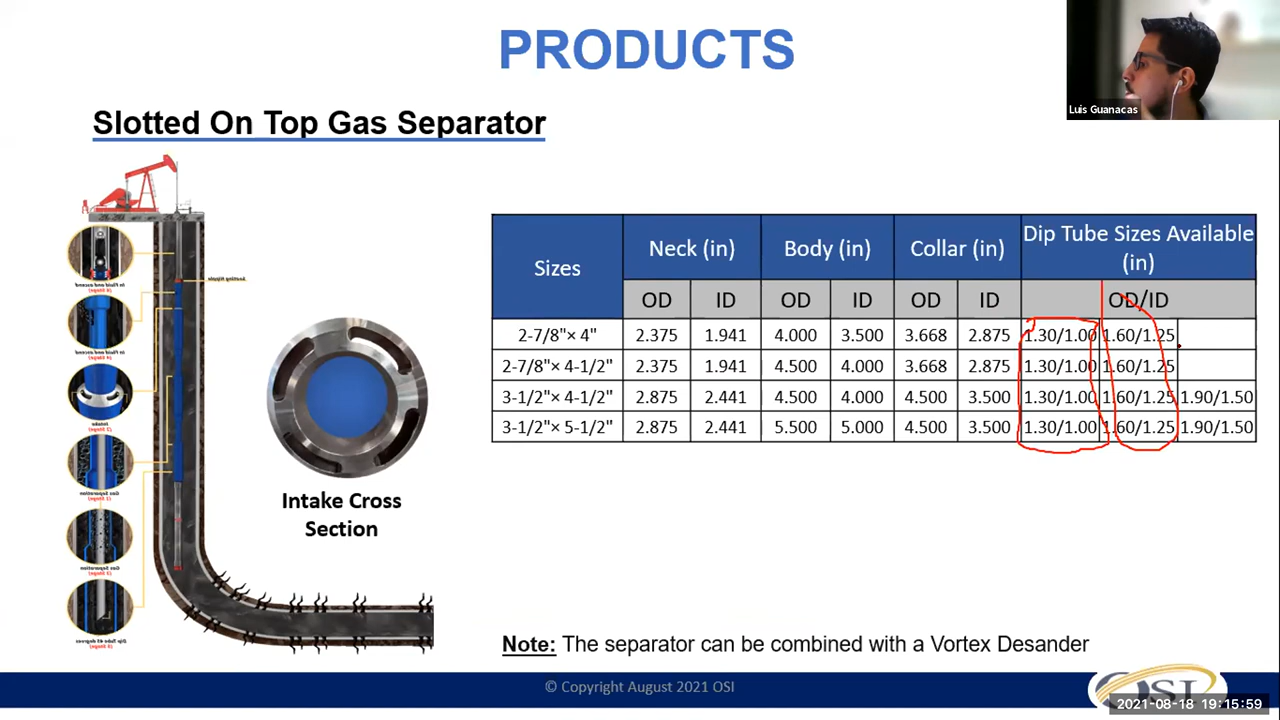 PRODUCTS
Luis Guanacas
Slotted On Top Gas Separator
Sizes Neck (in) Body (in) Collar (in) Dip Tube Sizes Available (in)
OD ID OD ID OD ID OD/ID
2-7/8"× 4" 2.375 1.941 4.000 3.500 3.668 2.875 1.30/1.00 1.60/1.25
2-7/8"× 4-1/2" 2.375 1.941 4.500 4.000 3.668 2.875 1.30/1.00 1.60/1.25
3-1/2"× 4-1/2" 2.875 2.441 4.500 4.000 4.500 3.500 1.30/1.00 1.60/1.25 1.90/1.50
3-1/2"× 5-1/2" 2.875 2.441 5.500 5.000 4.500 3.500 1.30/1.00 1.60/1.25 1.90/1.50
Intake Cross
Section
Note: The separator can be combined with a Vortex Desander
© Copyright August 2021 OSI
OSI
2021-08-18 19:15:59